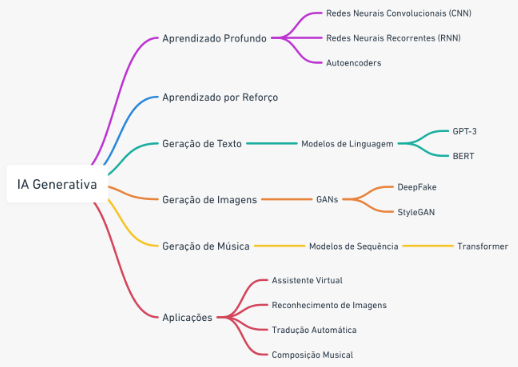 IA Generativa
Aprendizado Profundo
Redes Neurais Convolucionais (CNN)
Redes Neurais Recorrentes (RNN)
Autoencoders
Aprendizado por Reforço
Geração de Texto
Modelos de Linguagem
GPT-3
BERT
Geração de Imagens
GANs
DeepFake
StyleGAN
Geração de Música
Modelos de Sequência
Transformer
Aplicações
Assistente Virtual
Reconhecimento de Imagens
Tradução Automática
Composição Musical